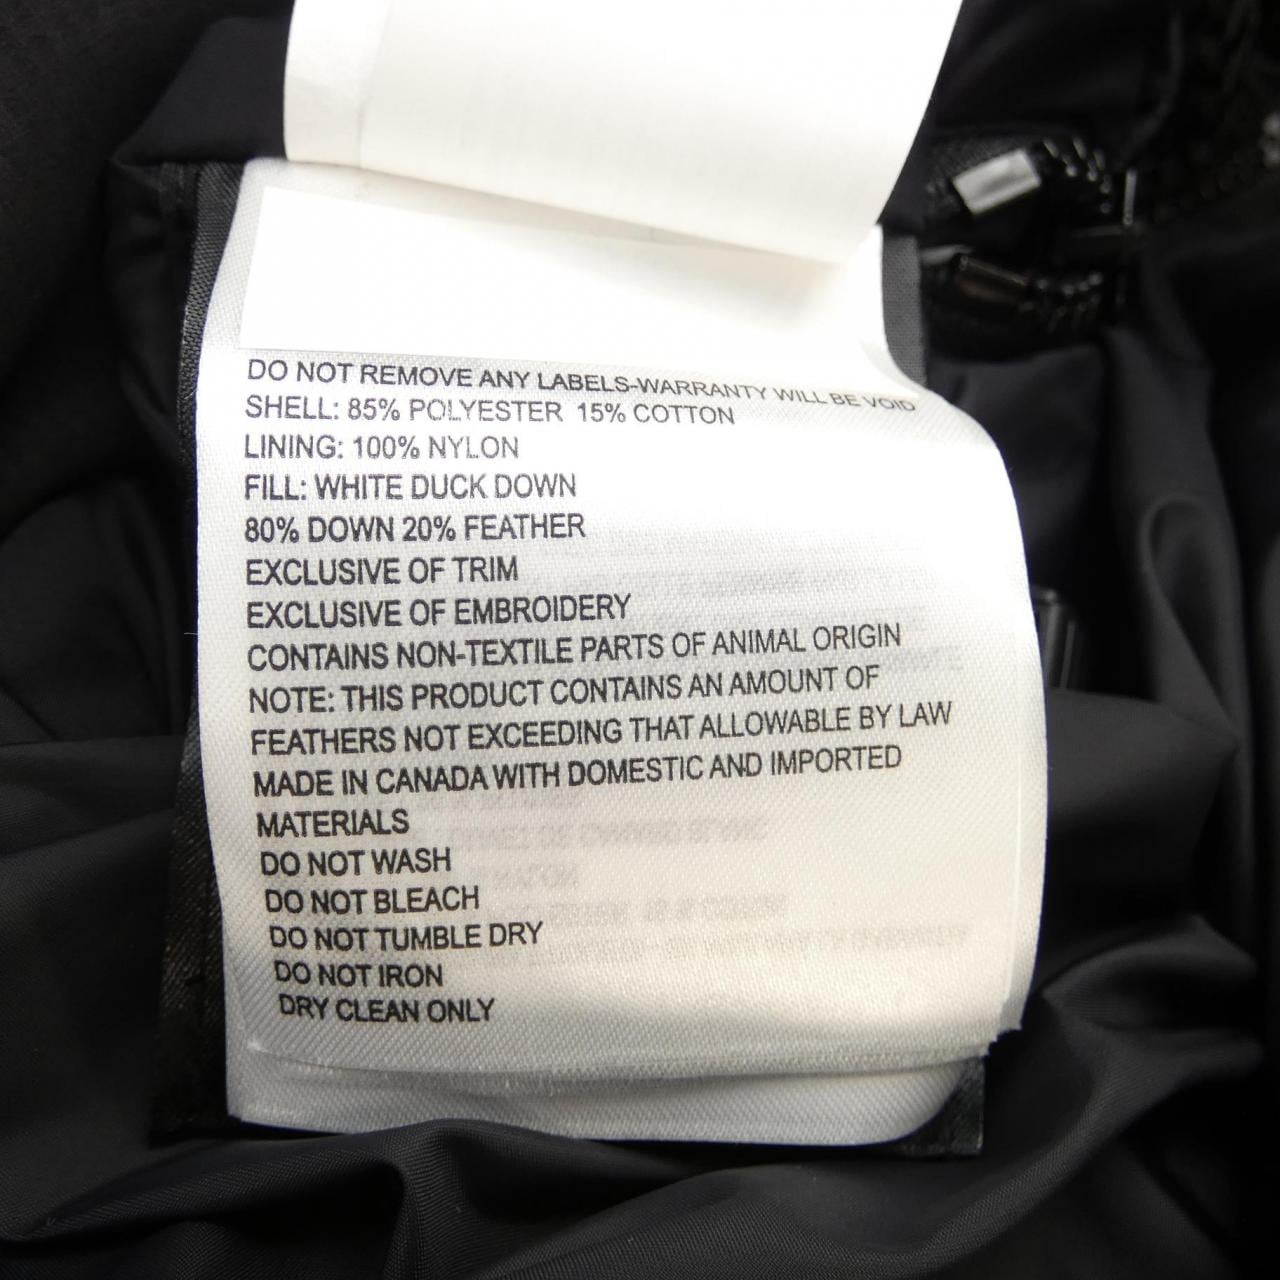 DO NOT REMOVE ANY LABELS-WARRANTY WILL BE VOID
SHELL: 85% POLYESTER 15% COTTON
LINING: 100% NYLON
FILL: WHITE DUCK DOWN
80% DOWN 20% FEATHER
EXCLUSIVE OF TRIM
EXCLUSIVE OF EMBROIDERY
CONTAINS NON-TEXTILE PARTS OF ANIMAL ORIGIN
NOTE: THIS PRODUCT CONTAINS AN AMOUNT OF
FEATHERS NOT EXCEEDING THAT ALLOWABLE BY LAW
MADE IN CANADA WITH DOMESTIC AND IMPORTED
MATERIALS
DO NOT WASH
DO NOT BLEACH
DO NOT TUMBLE DRY
DO NOT IRON
DRY CLEAN ONLY